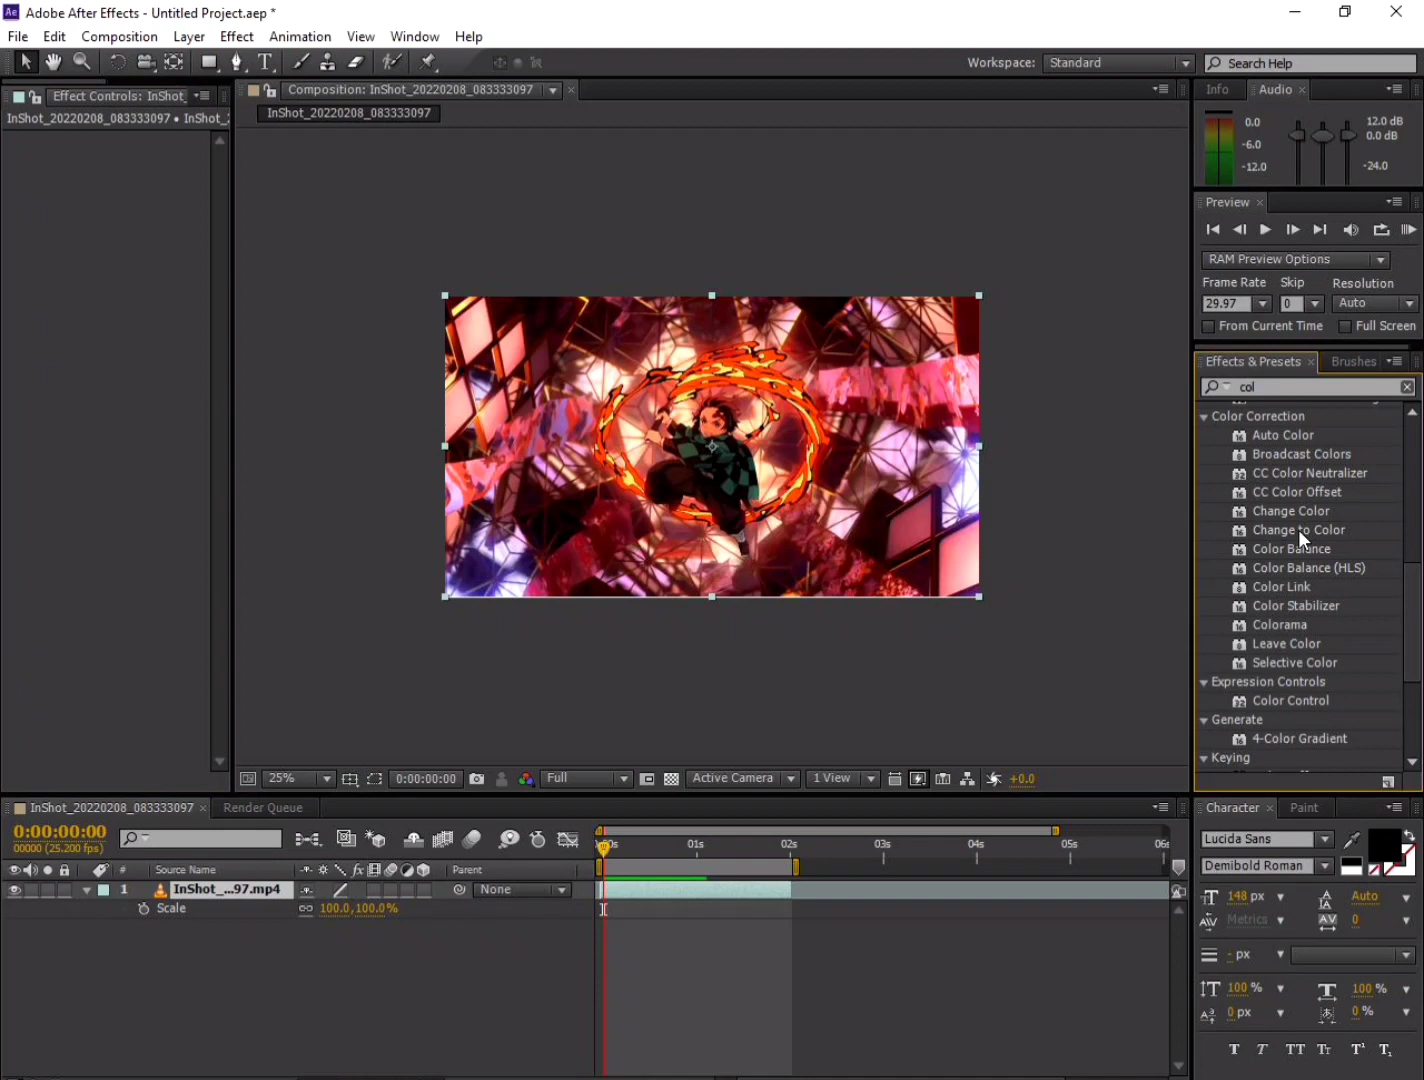 Ae Adobe After Effects - Untitled Project.aep *
File Edit Composition Layer Effect Animation View Window Help
Workspace: Standard
Search Help
Effect Controls: InShot_
InShot_20220208_083333097 • InShot_
Composition: InShot_20220208_083333097
InShot_20220208_083333097
Info Audio
0.0
-6.0
-12.0
12.0 dB
0.0 dB
-24.0
Preview
RAM Preview Options
Frame Rate Skip Resolution
29.97 0 Auto
From Current Time Full Screen
Effects & Presets Brushes
col
Color Correction
Auto Color
Broadcast Colors
CC Color Neutralizer
CC Color Offset
Change Color
Change to Color
Color Balance
Color Balance (HLS)
Color Link
Color Stabilizer
Colorama
Leave Color
Selective Color
Expression Controls
Color Control
Generate
4-Color Gradient
Keying
25% 0:00:00:00 Full Active Camera 1 View +0.0
InShot_20220208_083333097 Render Queue
0:00:00:00
00000 (25.200 fps)
# Source Name Parent
1 InShot_...97.mp4 None
Scale 100.0,100.0%
01s 02s 03s 04s 05s
Character Paint
Lucida Sans
Demibold Roman
148 px Auto
Metrics 0
- px
100 % 100 %
0 px 0 %
T T TT Tт T¹ T₁